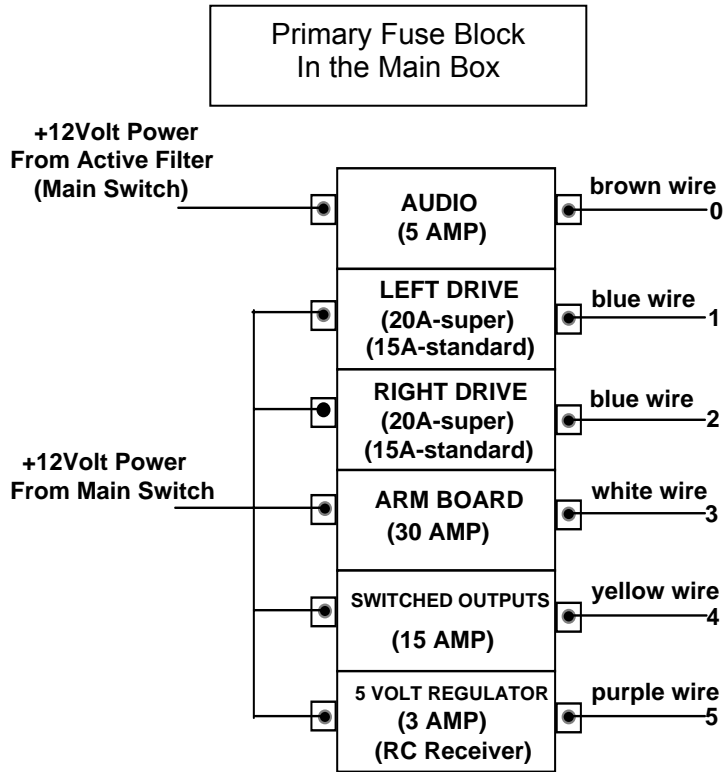 Primary Fuse Block
In the Main Box
+12Volt Power
From Active Filter
(Main Switch)
AUDIO
(5 AMP)
brown wire
0
LEFT DRIVE
(20A-super)
(15A-standard)
blue wire
1
RIGHT DRIVE
(20A-super)
(15A-standard)
blue wire
2
+12Volt Power
From Main Switch
ARM BOARD
(30 AMP)
white wire
3
SWITCHED OUTPUTS
(15 AMP)
yellow wire
4
5 VOLT REGULATOR
(3 AMP)
(RC Receiver)
purple wire
5